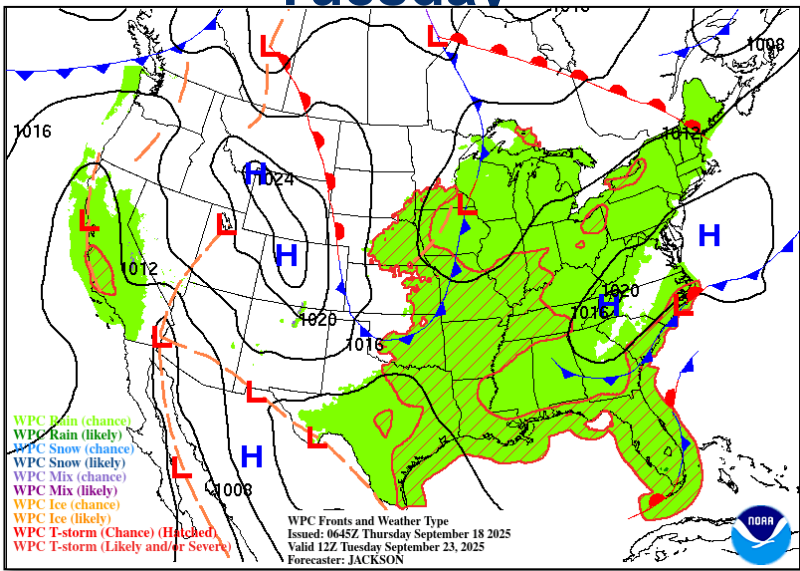 Tuesday
1008
1016
1012
1024
1012
1020
1016
1020
1016
1008
H
H
H
H
H
L
L
L
L
L
L
L
L
L
L
WPC Rain (chance)
WPC Rain (likely)
WPC Snow (chance)
WPC Snow (likely)
WPC Mix (chance)
WPC Mix (likely)
WPC Ice (chance)
WPC Ice (likely)
WPC T-storm (Chance) (Hatched)
WPC T-storm (Likely and/or Severe)
WPC Fronts and Weather Type
Issued: 0645Z Thursday September 18 2025
Valid 12Z Tuesday September 23, 2025
Forecaster: JACKSON
NOAA